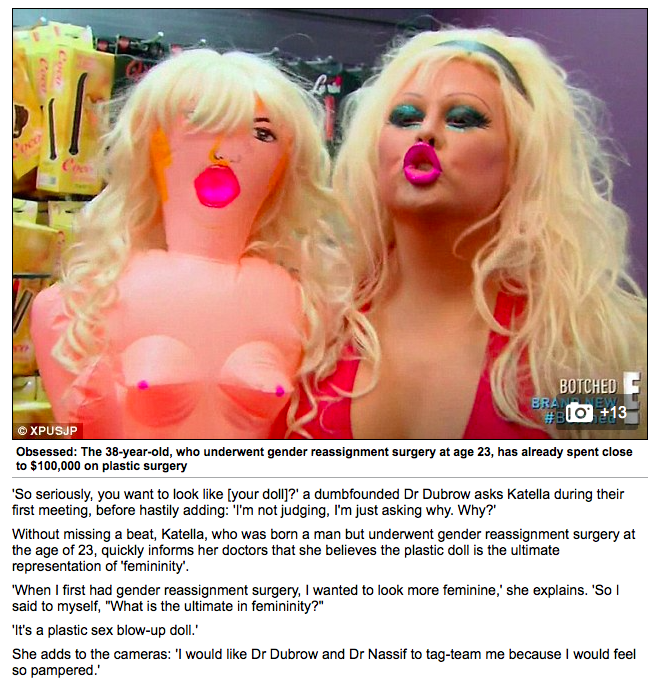 Coco
Coco
Coco
BOTCHED
E
BRAND NEW
+13
© XPUSJP
Obsessed: The 38-year-old, who underwent gender reassignment surgery at age 23, has already spent close
to $100,000 on plastic surgery
'So seriously, you want to look like [your doll]?' a dumbfounded Dr Dubrow asks Katella during their
first meeting, before hastily adding: 'I'm not judging, I'm just asking why. Why?'
Without missing a beat, Katella, who was born a man but underwent gender reassignment surgery at
the age of 23, quickly informs her doctors that she believes the plastic doll is the ultimate
representation of 'femininity'.
'When I first had gender reassignment surgery, I wanted to look more feminine,' she explains. 'So I
said to myself, "What is the ultimate in femininity?"
'It's a plastic sex blow-up doll.'
She adds to the cameras: 'I would like Dr Dubrow and Dr Nassif to tag-team me because I would feel
so pampered.'